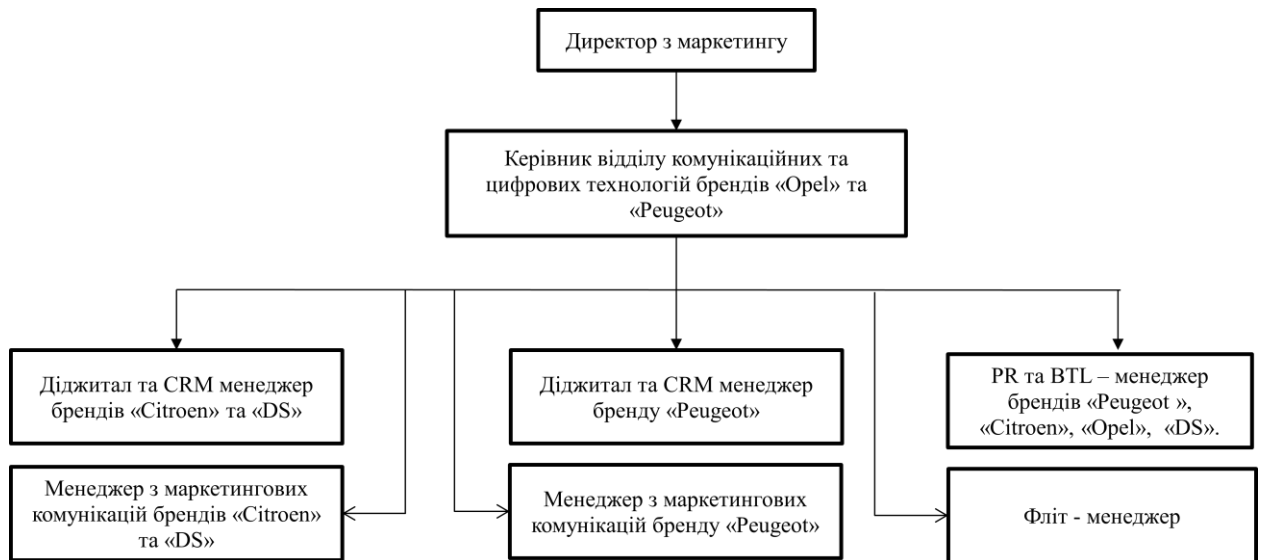 Директор з маркетингу
Керівник відділу комунікаційних та
цифрових технологій брендів «Opel» та
«Peugeot»
Діджитал та CRM менеджер
брендів «Citroen» та «DS»
Діджитал та CRM менеджер
бренду «Peugeot»
PR та BTL – менеджер
брендів «Peugeot »,
«Citroen», «Opel», «DS».
Менеджер з маркетингових
комунікацій брендів «Citroen»
та «DS»
Менеджер з маркетингових
комунікацій бренду «Peugeot»
Фліт - менеджер